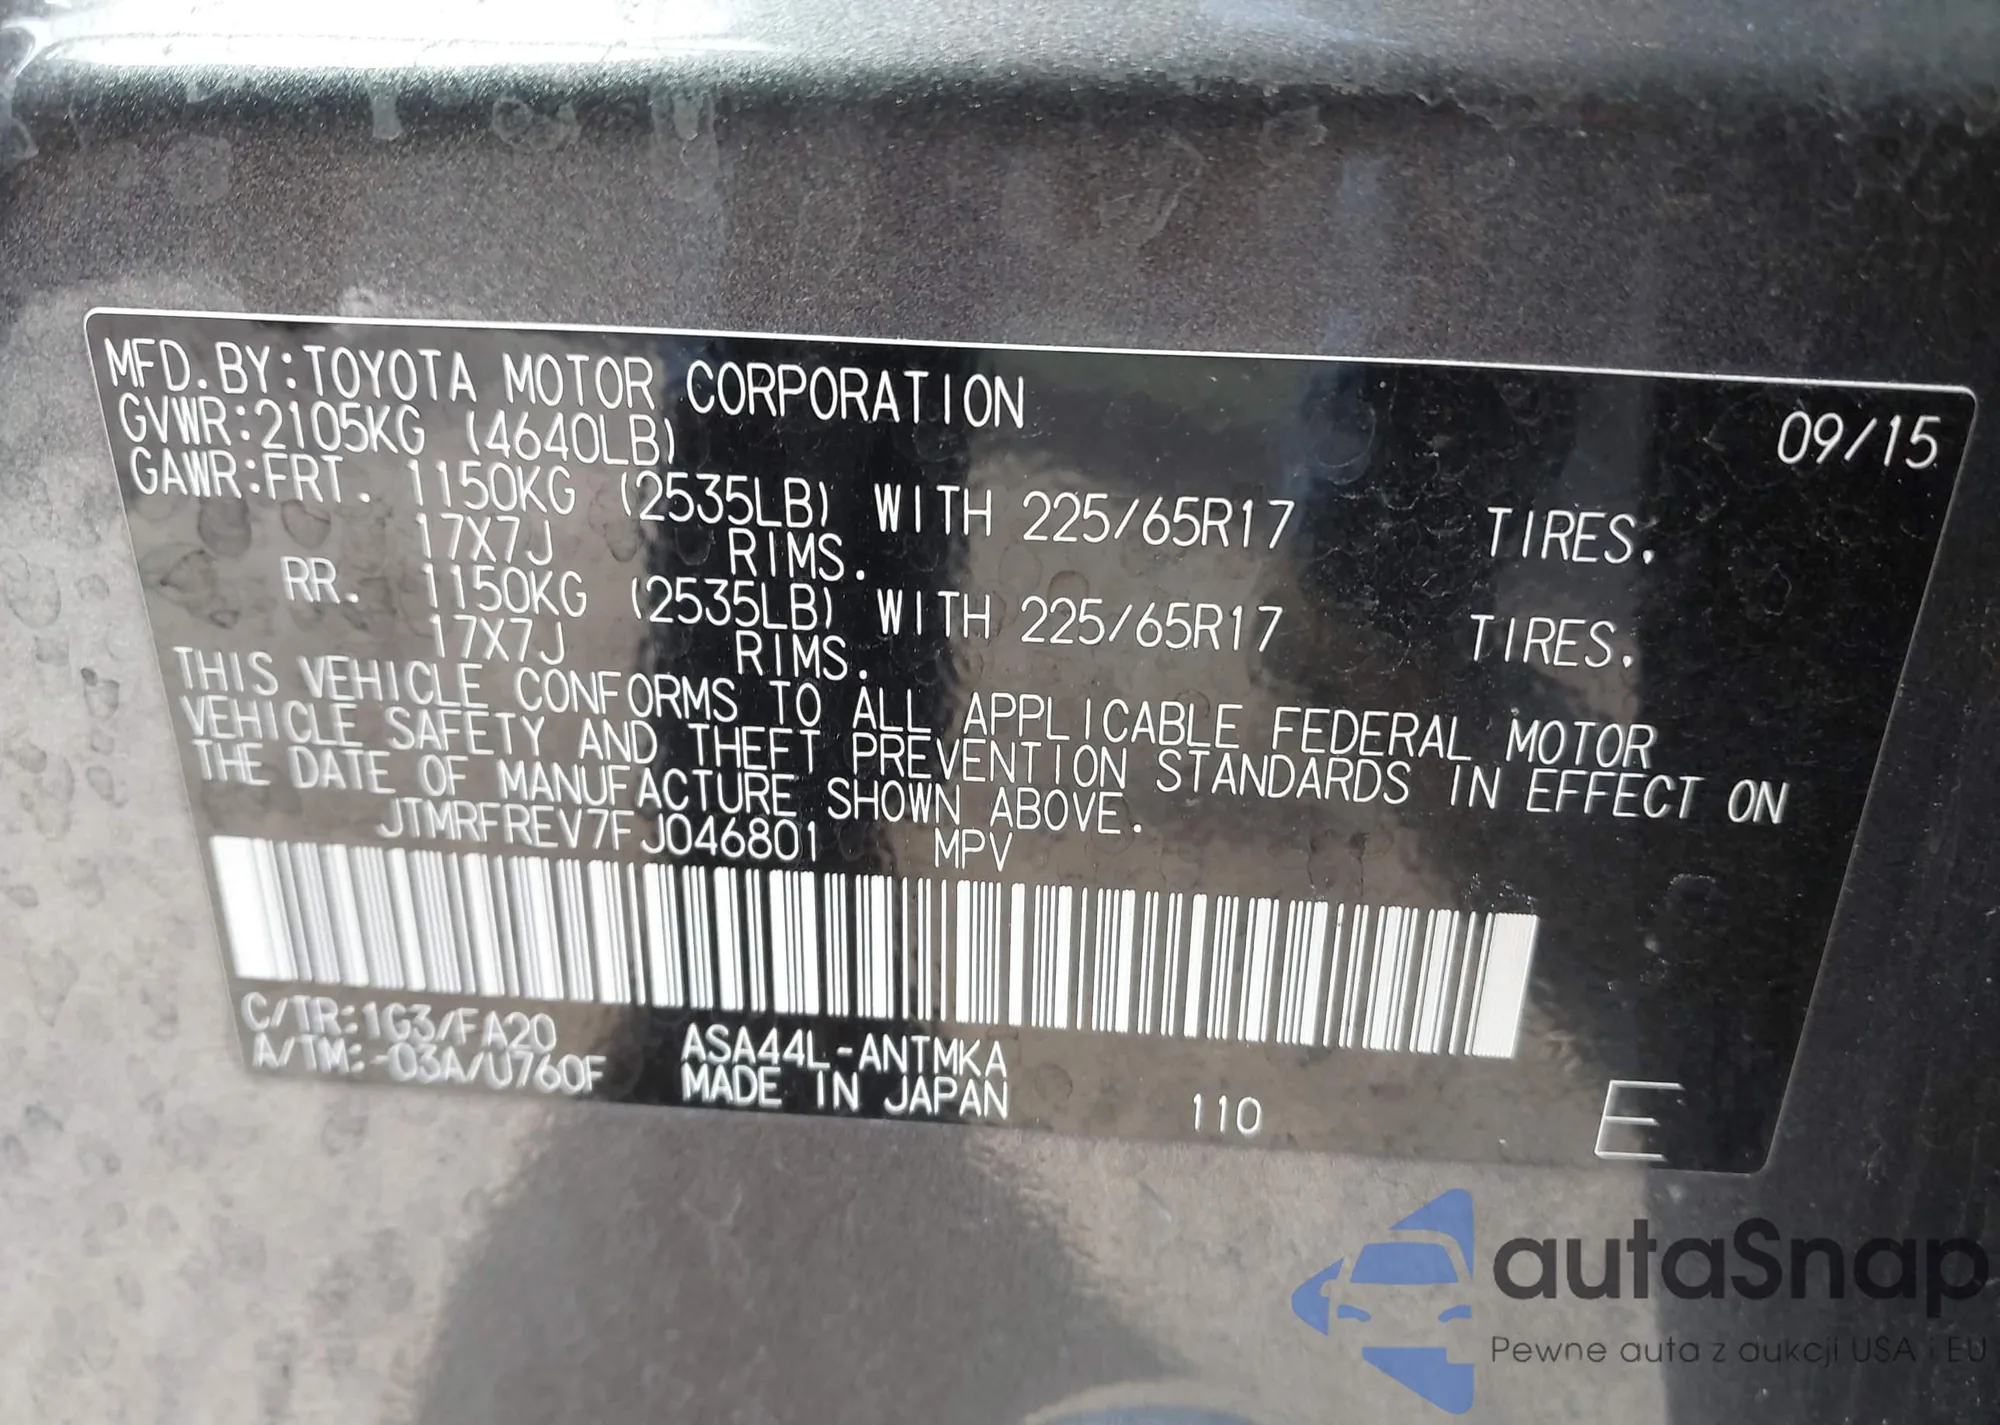 MFD.BY:TOYOTA MOTOR CORPORATION 09/15
GVWR:2105KG (4640LB)
GAWR:FRT. 1150KG (2535LB) WITH 225/65R17 TIRES.
17X7J RIMS.
RR. 1150KG (2535LB) WITH 225/65R17 TIRES.
17X7J RIMS.
THIS VEHICLE CONFORMS TO ALL APPLICABLE FEDERAL MOTOR
VEHICLE SAFETY AND THEFT PREVENTION STANDARDS IN EFFECT ON
THE DATE OF MANUFACTURE SHOWN ABOVE.
JTMRFREV7FJ046801 MPV
C/TR:1G3/FA20 ASA44L-ANTMKA
A/TM:-03A/U760F MADE IN JAPAN 110 E
autaSnap
Pewne auta z aukcji USA i EU